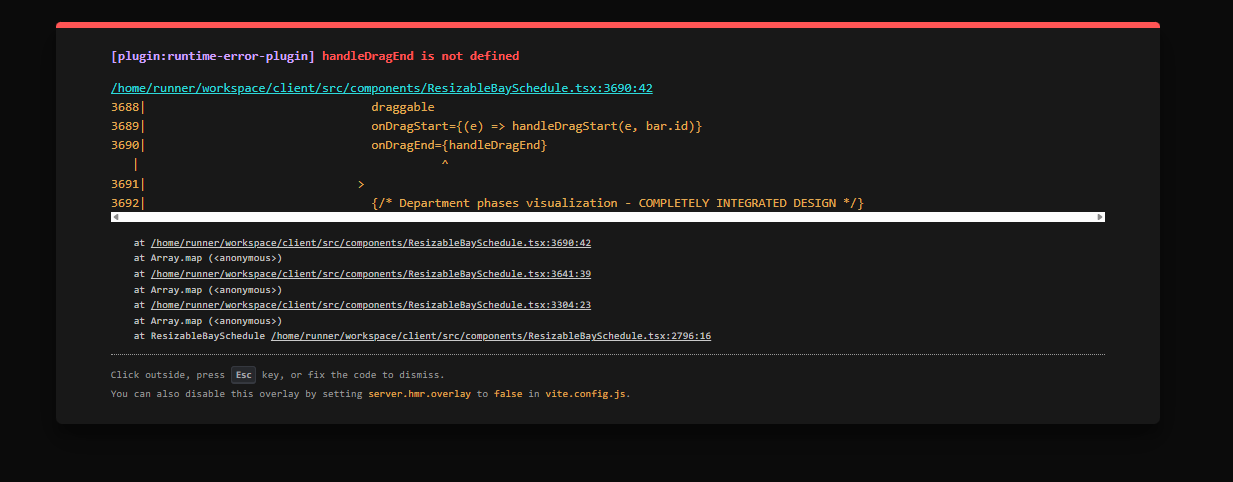 [plugin:runtime-error-plugin] handleDragEnd is not defined
/home/runner/workspace/client/src/components/ResizableBaySchedule.tsx:3690:42
3688| draggable
3689| onDragStart={(e) => handleDragStart(e, bar.id)}
3690| onDragEnd={handleDragEnd}
| ^
3691| >
3692| {/* Department phases visualization - COMPLETELY INTEGRATED DESIGN */}
at /home/runner/workspace/client/src/components/ResizableBaySchedule.tsx:3690:42
at Array.map (<anonymous>)
at /home/runner/workspace/client/src/components/ResizableBaySchedule.tsx:3641:39
at Array.map (<anonymous>)
at /home/runner/workspace/client/src/components/ResizableBaySchedule.tsx:3304:23
at Array.map (<anonymous>)
at ResizableBaySchedule /home/runner/workspace/client/src/components/ResizableBaySchedule.tsx:2796:16
Click outside, press Esc key, or fix the code to dismiss.
You can also disable this overlay by setting server.hmr.overlay to false in vite.config.js.